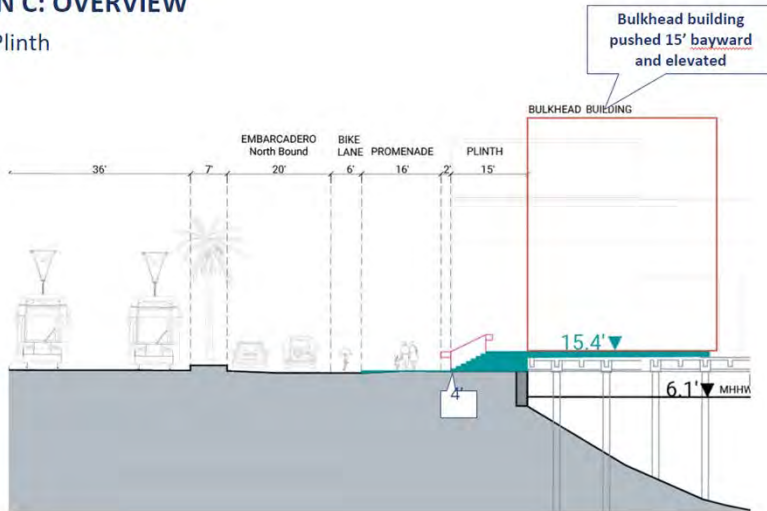 N C: OVERVIEW
Plinth
Bulkhead building
pushed 15' bayward
and elevated
BULKHEAD BUILDING
EMBARCADERO
North Bound
BIKE
LANE
PROMENADE
PLINTH
36'
7'
20'
6'
16'
2'
15'
15.4'
4'
6.1'
MHHW